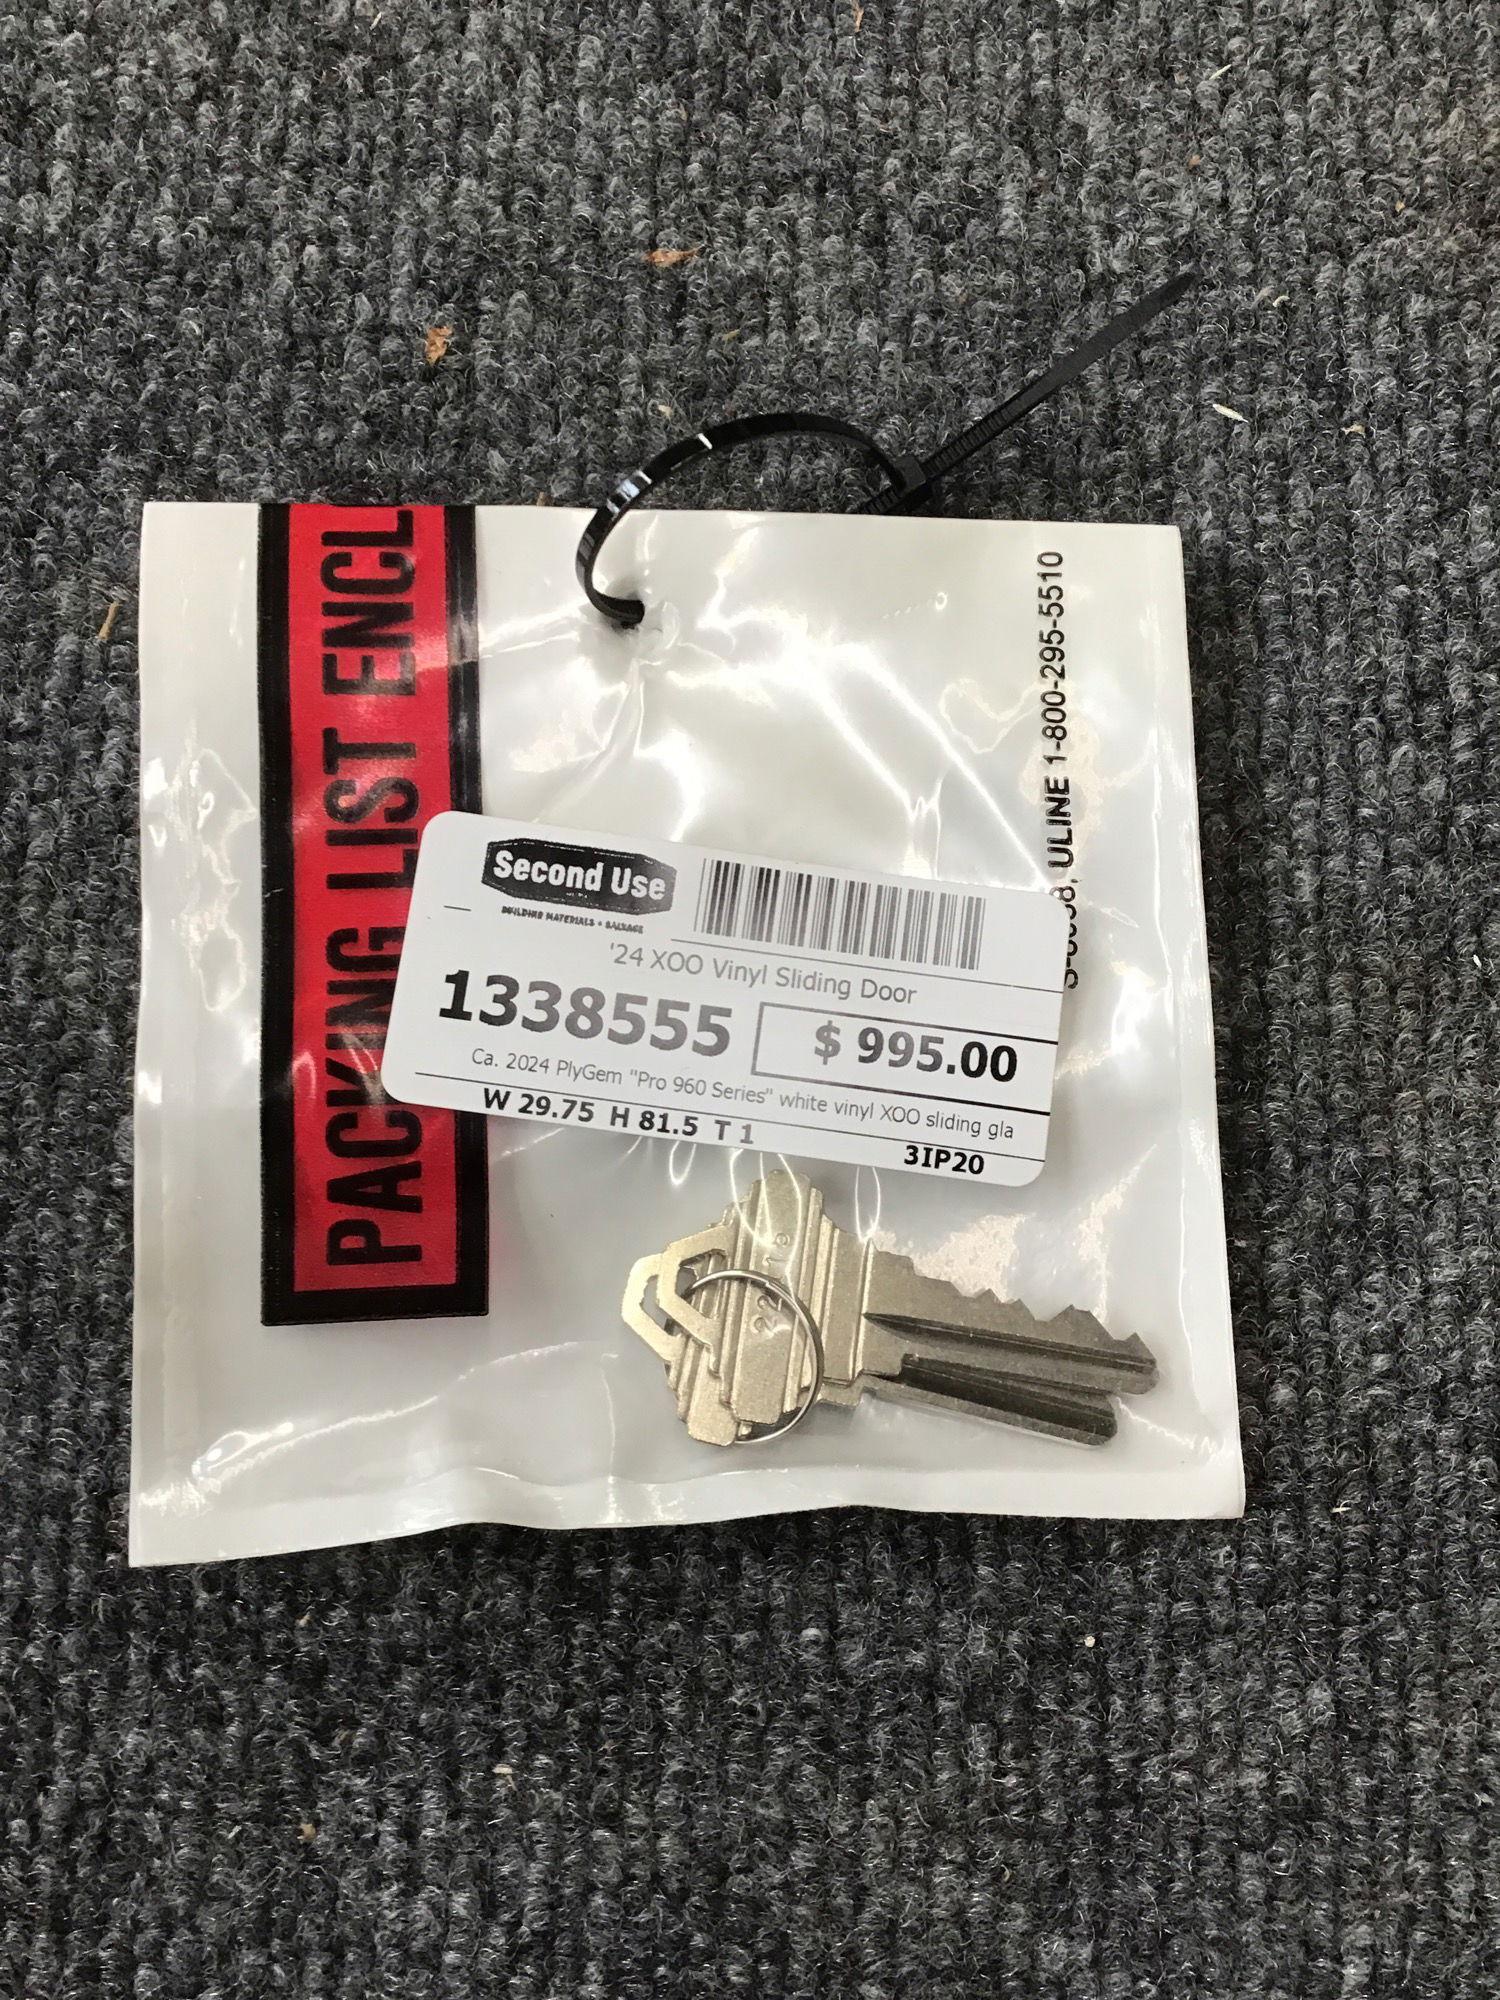 PACKING LIST ENCL
ULINE 1-800-295-5510
Second Use
BUILDING MATERIALS + SALVAGE
'24 XOO Vinyl Sliding Door
1338555
$ 995.00
Ca. 2024 PlyGem "Pro 960 Series" white vinyl XOO sliding gla
W 29.75 H 81.5 T 1
3IP20